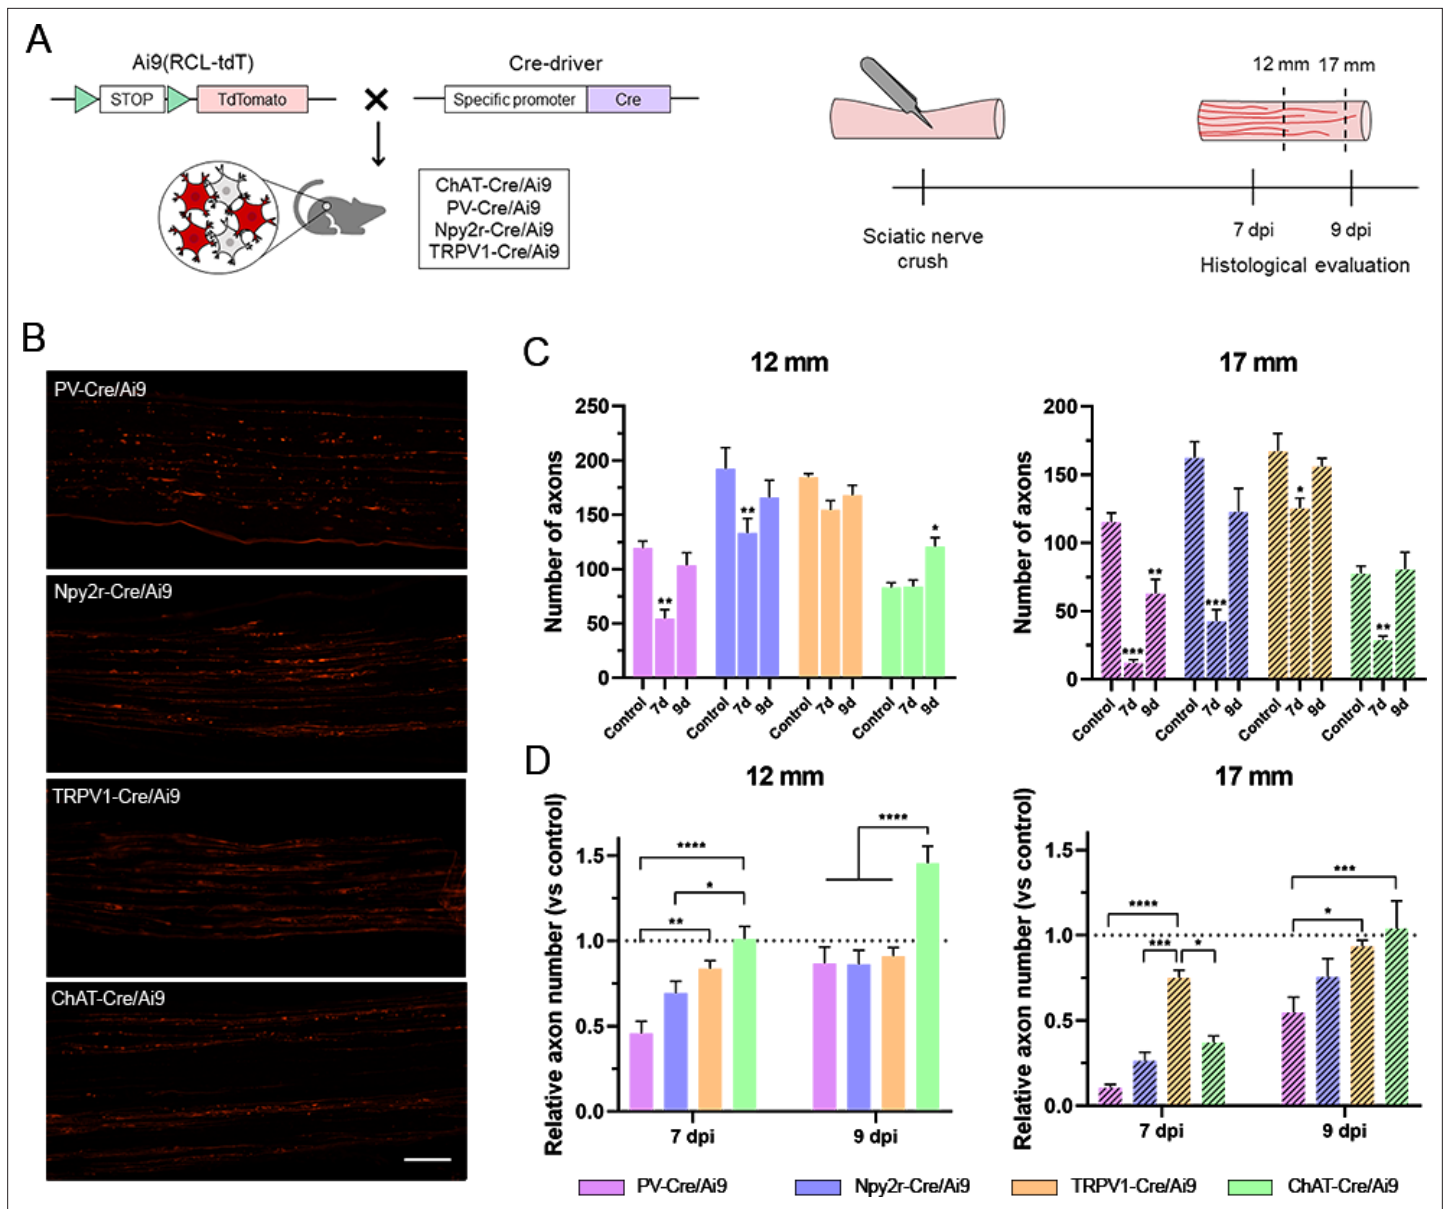 A
Ai9(RCL-tdT)
STOP
TdTomato
Cre-driver
Specific promoter
Cre
ChAT-Cre/Ai9
PV-Cre/Ai9
Npy2r-Cre/Ai9
TRPV1-Cre/Ai9
12 mm 17 mm
Sciatic nerve
crush
7 dpi
9 dpi
Histological evaluation
B
PV-Cre/Ai9
Npy2r-Cre/Ai9
TRPV1-Cre/Ai9
ChAT-Cre/Ai9
C
12 mm
Number of axons
250
200
150
100
50
0
**
**
*
Control
7d
9d
Control
7d
9d
Control
7d
9d
Control
7d
9d
17 mm
Number of axons
200
150
100
50
0
***
**
***
*
**
Control
7d
9d
Control
7d
9d
Control
7d
9d
Control
7d
9d
D
12 mm
Relative axon number (vs control)
1.5
1.0
0.5
0.0
****
*
**
****
7 dpi
9 dpi
17 mm
Relative axon number (vs control)
1.5
1.0
0.5
0.0
****
***
*
***
*
7 dpi
9 dpi
PV-Cre/Ai9
Npy2r-Cre/Ai9
TRPV1-Cre/Ai9
ChAT-Cre/Ai9